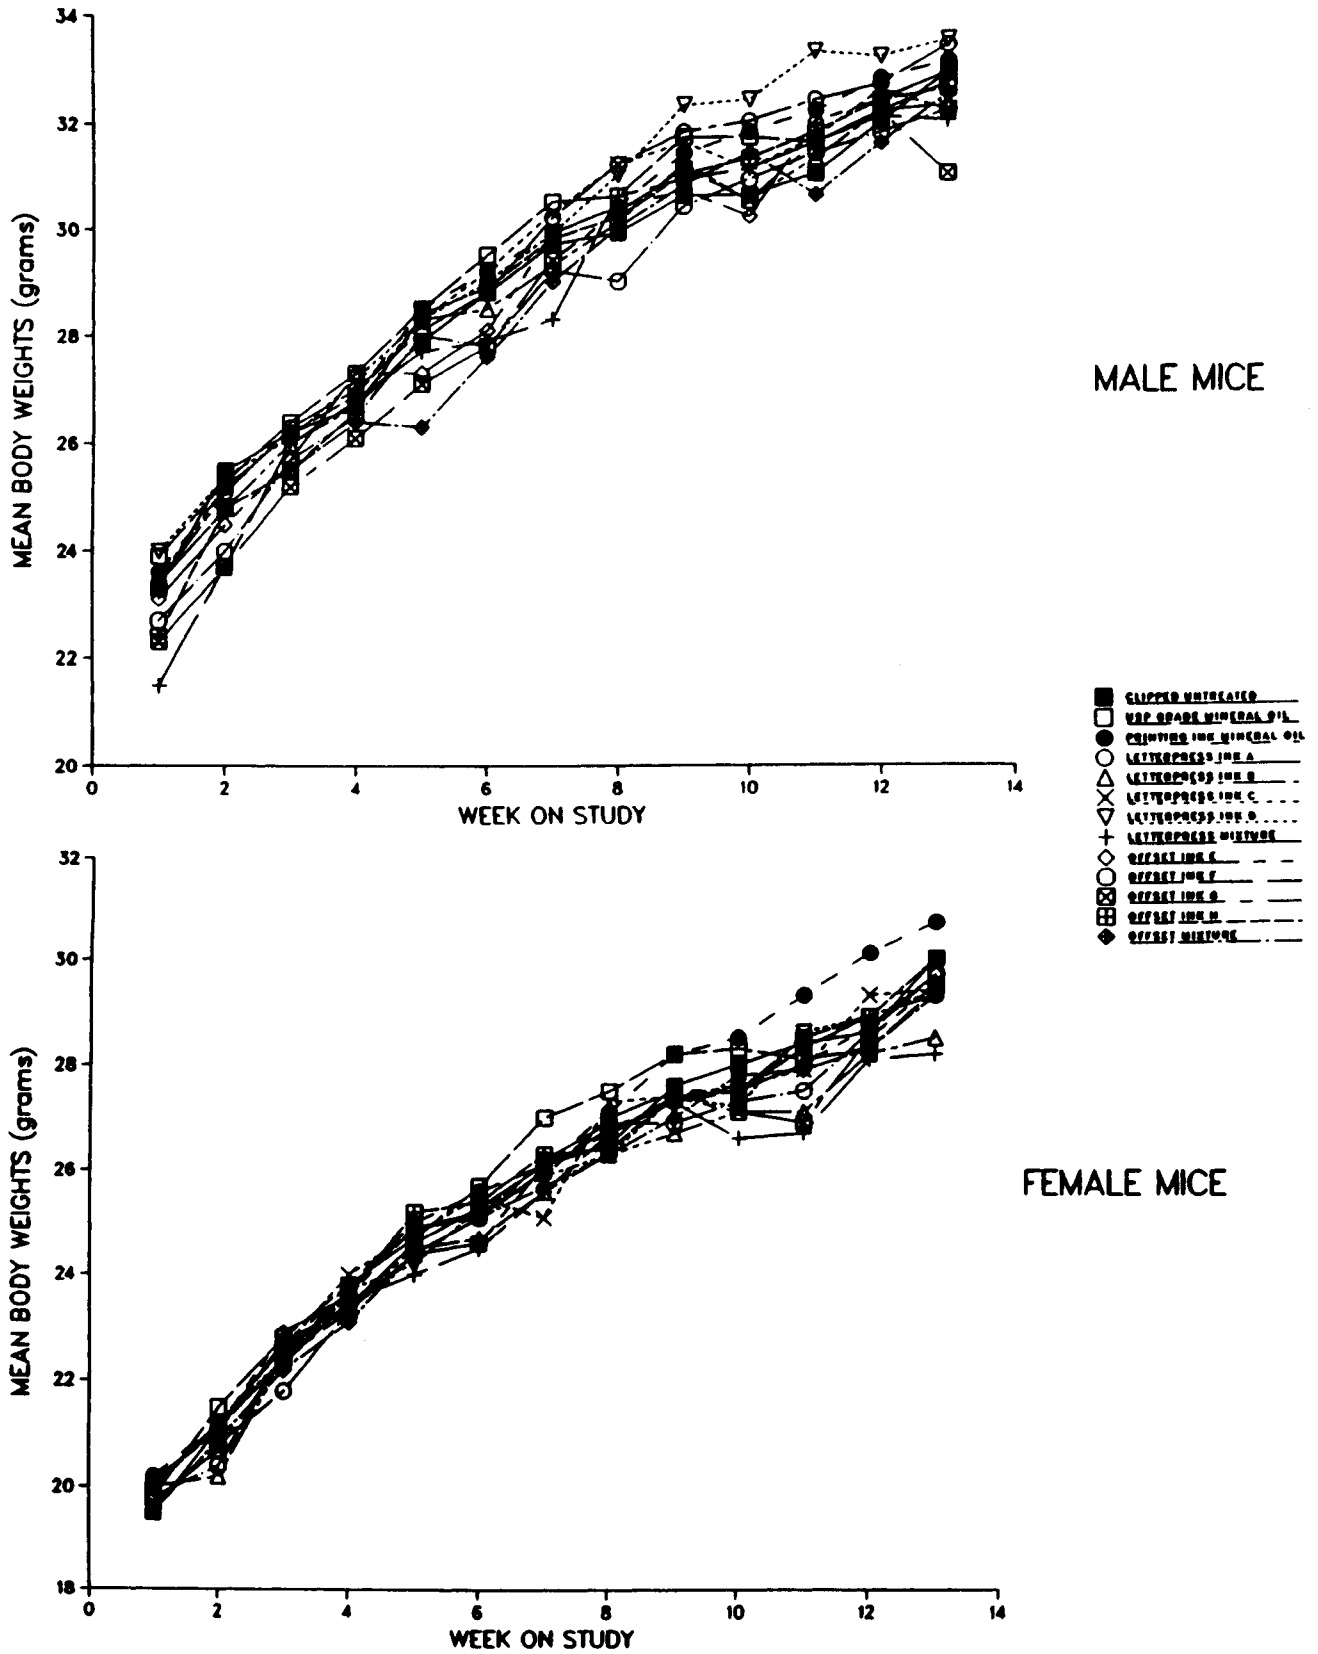 34
32
30
28
26
24
22
20
0 2 4 6 8 10 12 14
MEAN BODY WEIGHTS (grams)
WEEK ON STUDY
MALE MICE
CLIPPED UNTREATED
USP GRADE MINERAL OIL
PRINTING INK MINERAL OIL
LETTERPRESS INK A
LETTERPRESS INK B
LETTERPRESS INK C
LETTERPRESS INK D
LETTERPRESS MIXTURE
OFFSET INK E
OFFSET INK F
OFFSET INK G
OFFSET INK H
OFFSET MIXTURE
32
30
28
26
24
22
20
18
0 2 4 6 8 10 12 14
MEAN BODY WEIGHTS (grams)
WEEK ON STUDY
FEMALE MICE